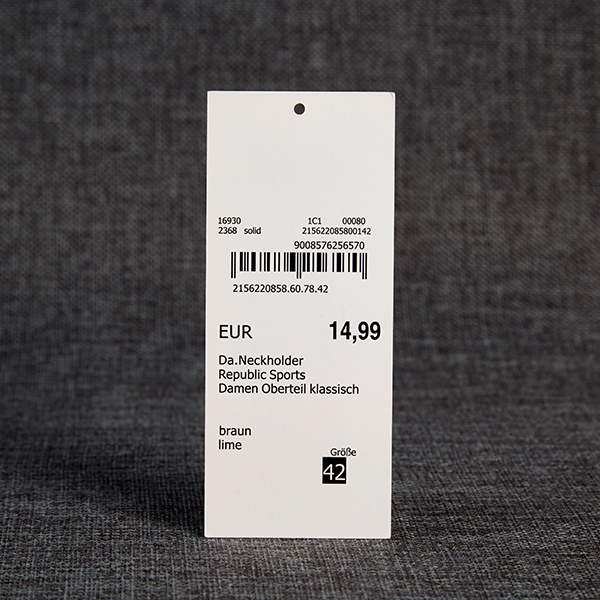 16930 1C1 00080
2368 solid 215622085800142
9008576256570
2156220858.60.78.42
EUR 14,99
Da.Neckholder
Republic Sports
Damen Oberteil klassisch
braun
lime
Größe
42